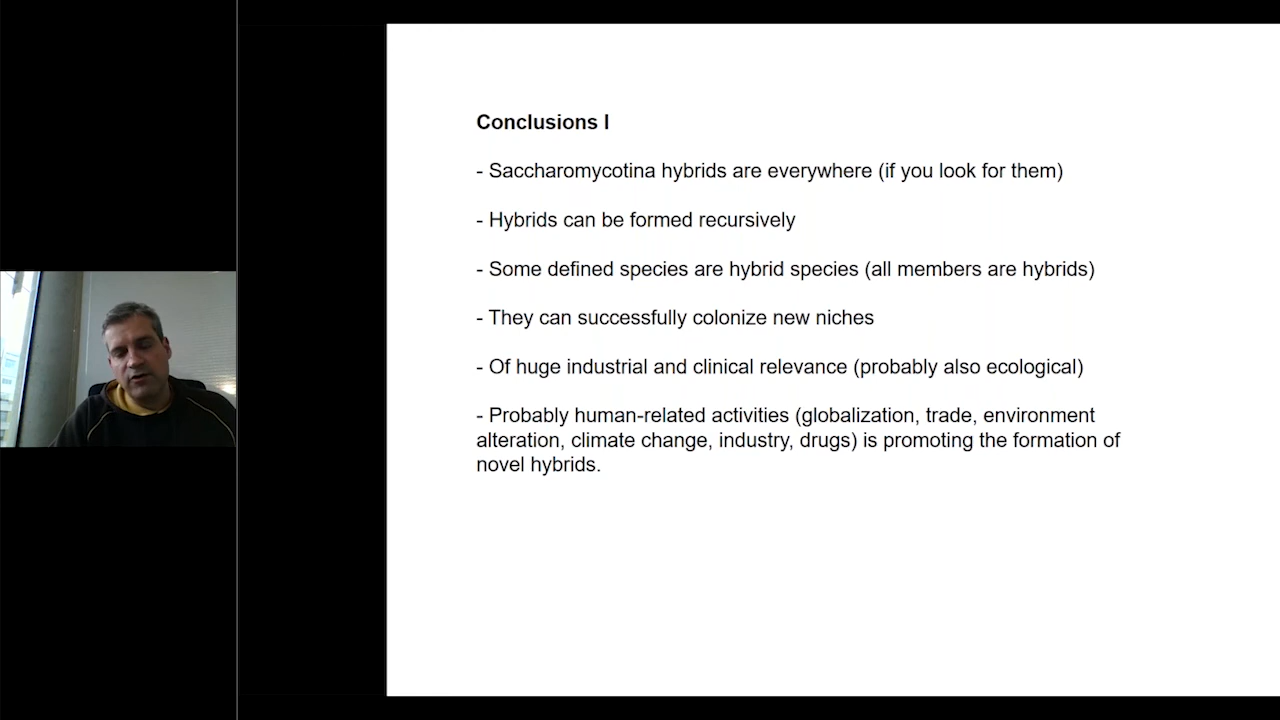 Conclusions I
- Saccharomycotina hybrids are everywhere (if you look for them)
- Hybrids can be formed recursively
- Some defined species are hybrid species (all members are hybrids)
- They can successfully colonize new niches
- Of huge industrial and clinical relevance (probably also ecological)
- Probably human-related activities (globalization, trade, environment
alteration, climate change, industry, drugs) is promoting the formation of
novel hybrids.